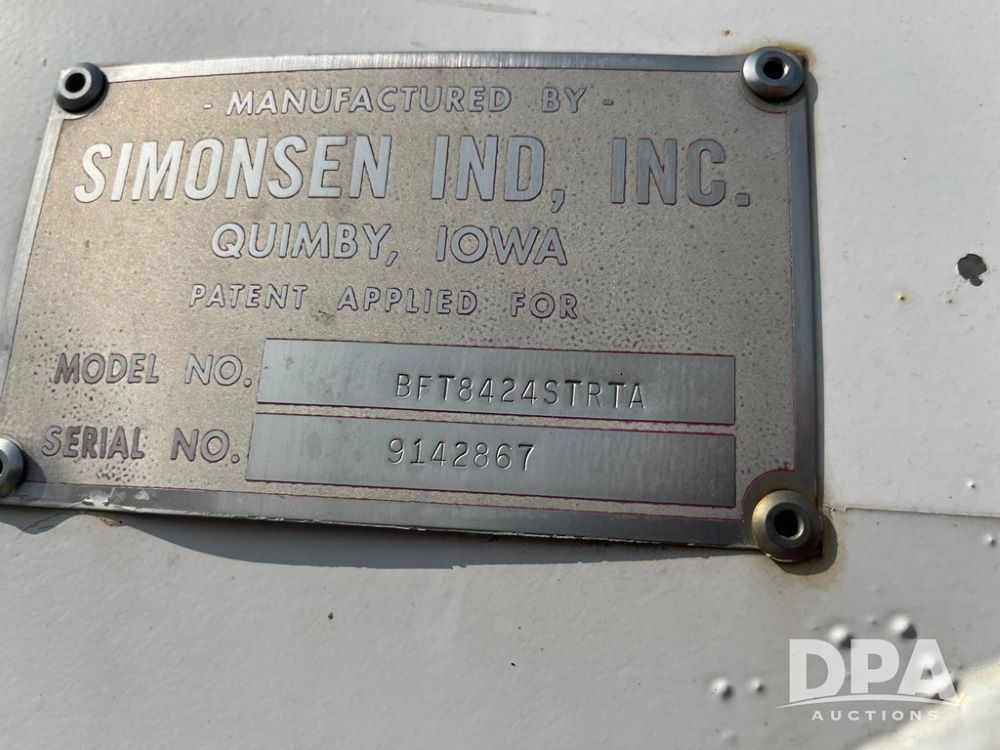 - MANUFACTURED BY -
SIMONSEN IND, INC.
QUIMBY, IOWA
PATENT APPLIED FOR
MODEL NO. BFT8424STRTA
SERIAL NO. 9142867
DPA
AUCTIONS